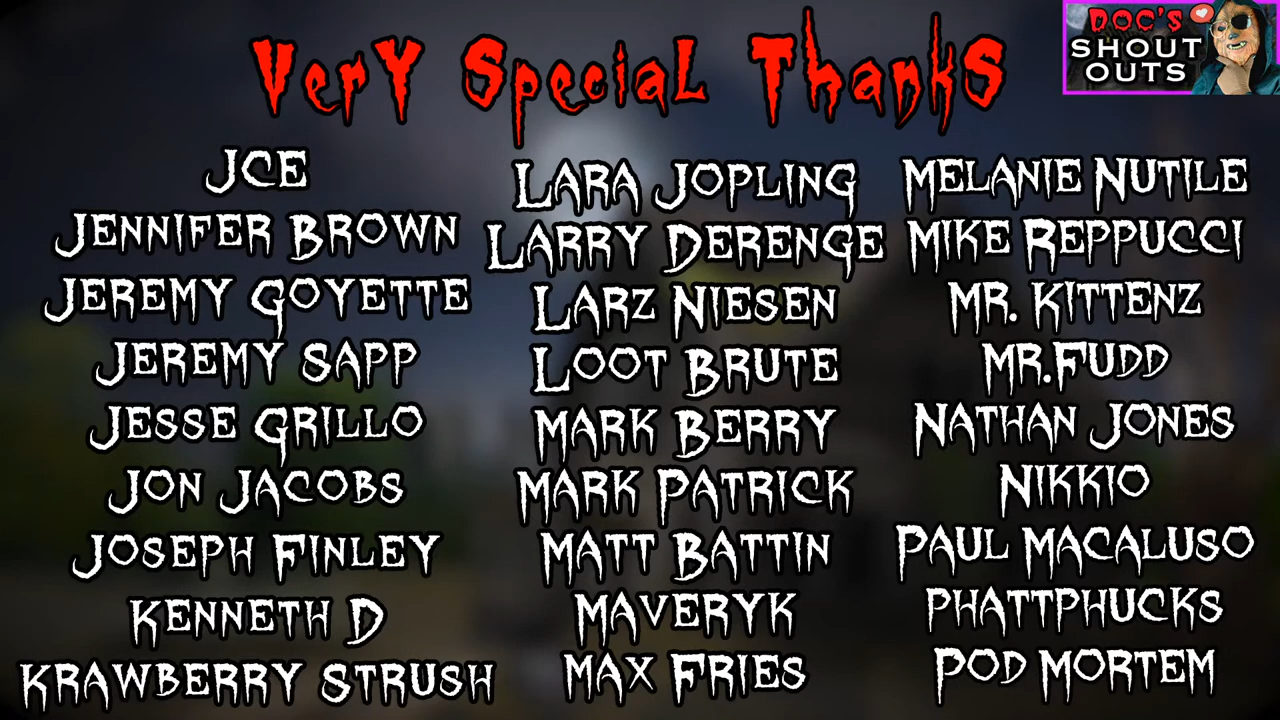 VerY SpeciaL ThankS
DOC'S
SHOUT
OUTS
JCE
JENNIFER BROWN
JEREMY GOYETTE
JEREMY SAPP
JESSE GRILLO
JON JACOBS
JOSEPH FINLEY
KENNETH D
KRAWBERRY STRUSH
LARA JOPLING
LARRY DERENGE
LARZ NIESEN
LOOT BRUTE
MARK BERRY
MARK PATRICK
MATT BATTIN
MAVERYK
MAX FRIES
MELANIE NUTILE
MIKE REPPUCCI
MR. KITTENZ
MR.FUDD
NATHAN JONES
NIKKIO
PAUL MACALUSO
PHATTPHUCKS
POD MORTEM